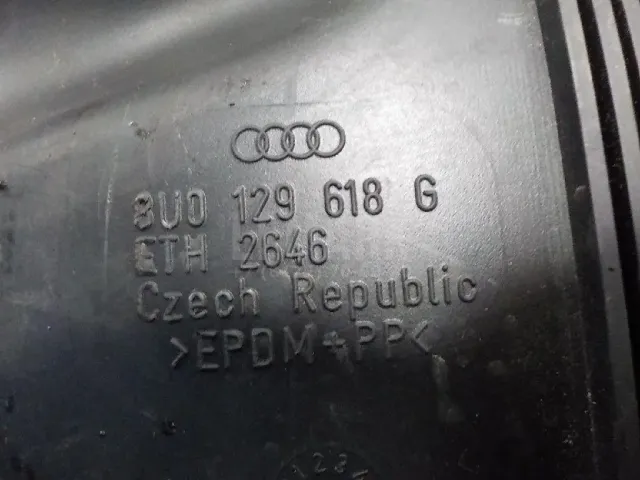 8U0 129 618 G
ETH 2646
Czech Republic
>EPDM+PP<